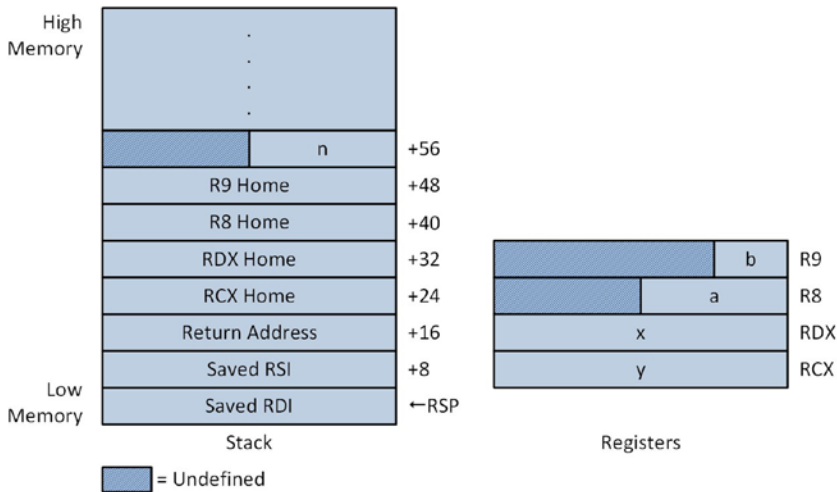 High
Memory
.
.
.
.
n +56
R9 Home +48
R8 Home +40
RDX Home +32
RCX Home +24
Return Address +16
Saved RSI +8
Low
Memory
Saved RDI ←RSP
Stack
b R9
a R8
x RDX
y RCX
Registers
= Undefined